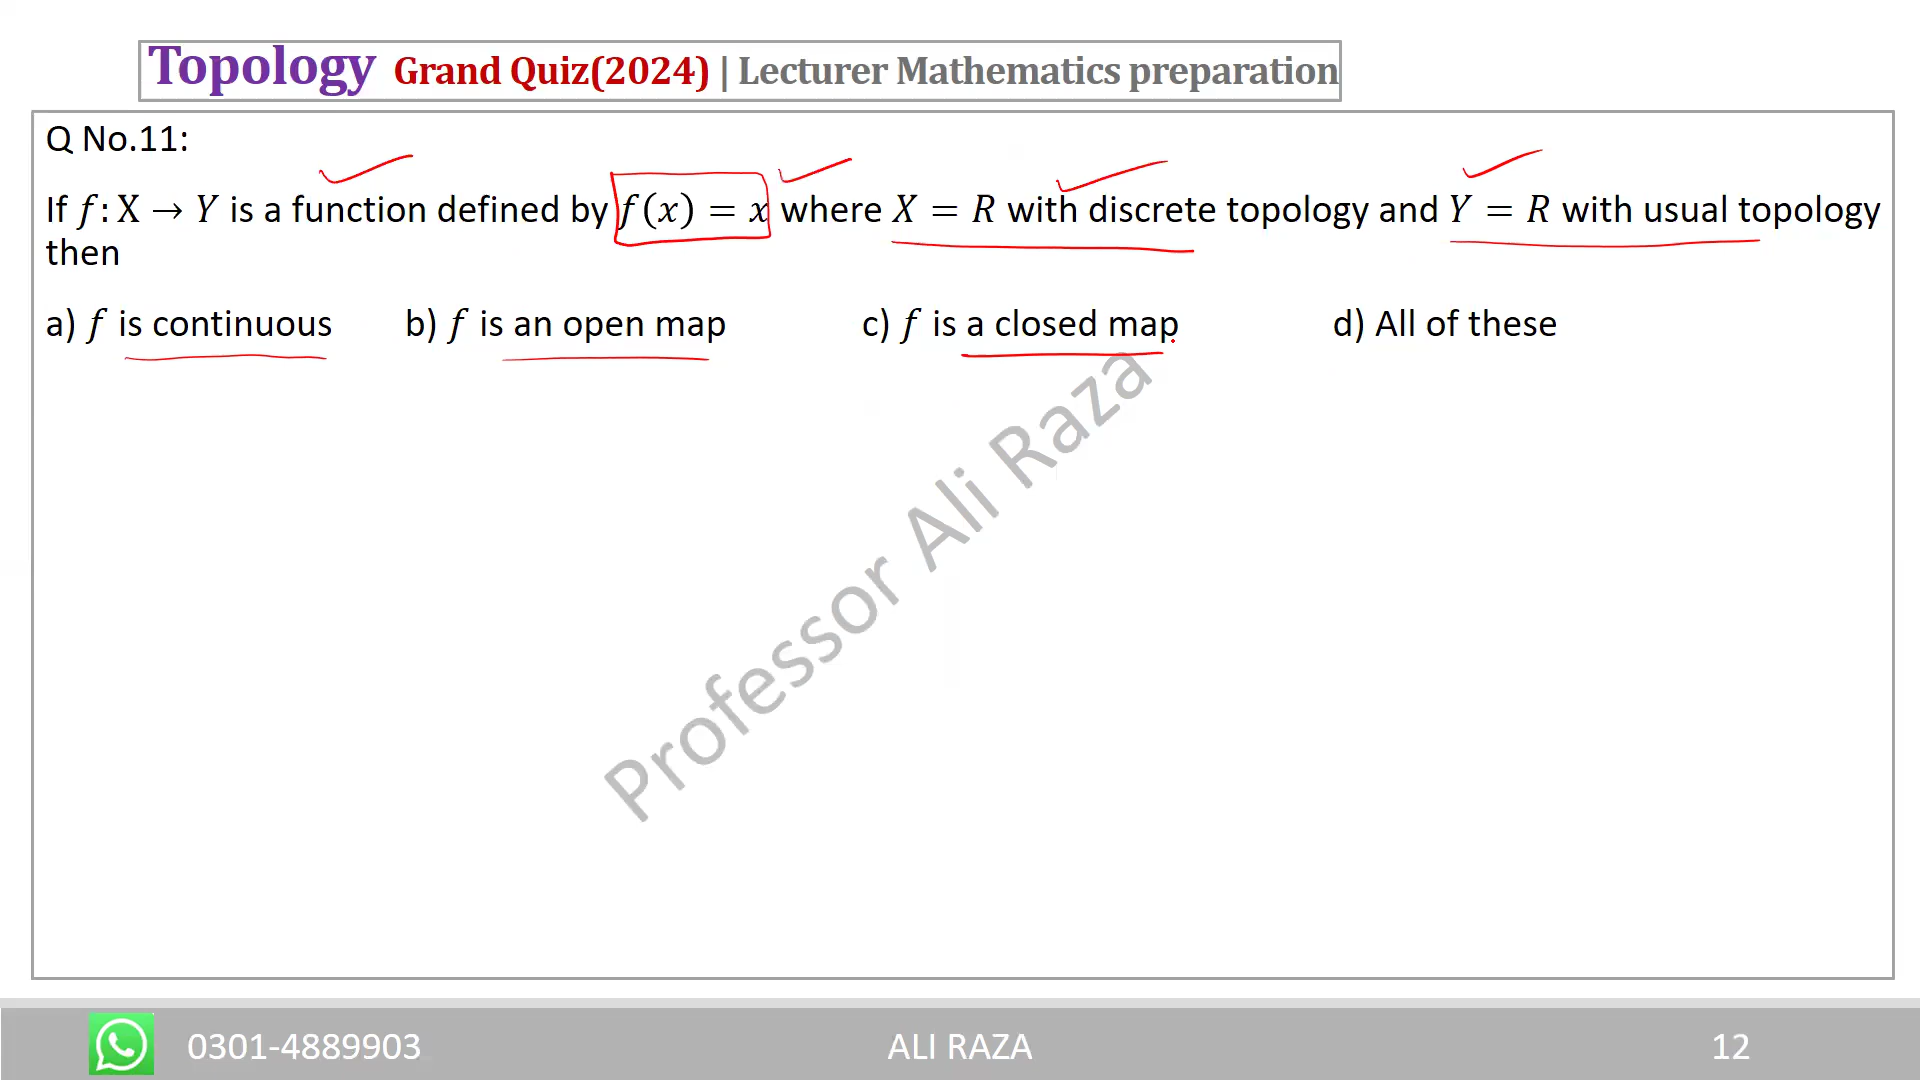 Topology Grand Quiz(2024) | Lecturer Mathematics preparation
Q No.11:
If f: X → Y is a function defined by f(x) = x where X = R with discrete topology and Y = R with usual topology
then
a) f is continuous b) f is an open map c) f is a closed map d) All of these
Professor Ali Raza
0301-4889903 ALI RAZA 12